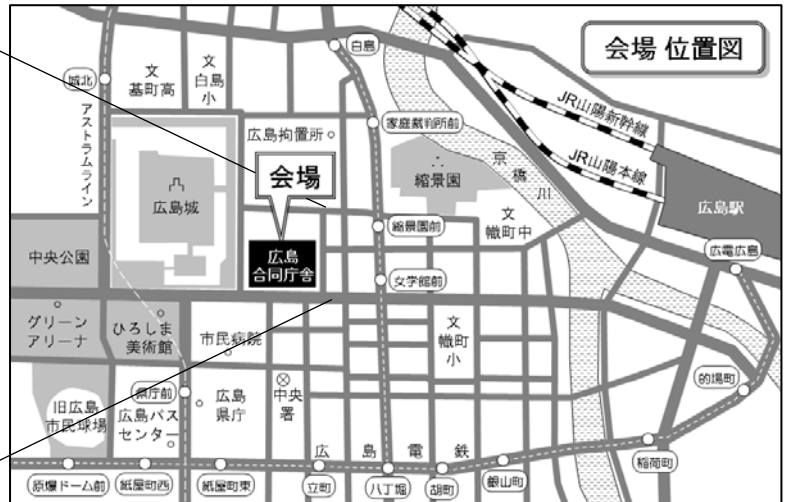 会場 位置図
白島
城北
文
基町高
文
白島
小
アストラムライン
広島拘置所
家庭裁判所前
JR山陽新幹線
JR山陽本線
京橋川
縮景園
会場
広島城
文
幟町中
広島駅
縮景園前
広島
合同庁舎
中央公園
広電広島
女学館前
グリーン
アリーナ
ひろしま
美術館
市民病院
文
幟町
小
県庁前
広島
県庁
中央
署
的場町
旧広島
市民球場
広島バス
センター
広島電鉄
稲荷町
原爆ドーム前
紙屋町西
紙屋町東
立町
八丁堀
胡町
銀山町